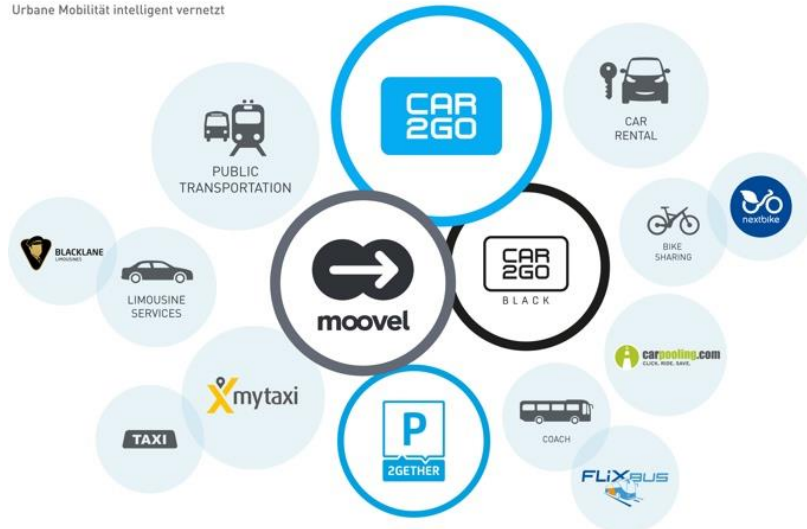 Urbane Mobilität intelligent vernetzt
CAR
2GO
CAR
RENTAL
PUBLIC
TRANSPORTATION
nextbike
BIKE
SHARING
BLACKLANE
LIMOUSINES
LIMOUSINE
SERVICES
moovel
CAR
2GO
BLACK
carpooling.com
CLICK. RIDE. SAVE.
mytaxi
TAXI
P
2GETHER
COACH
FLiXBUS